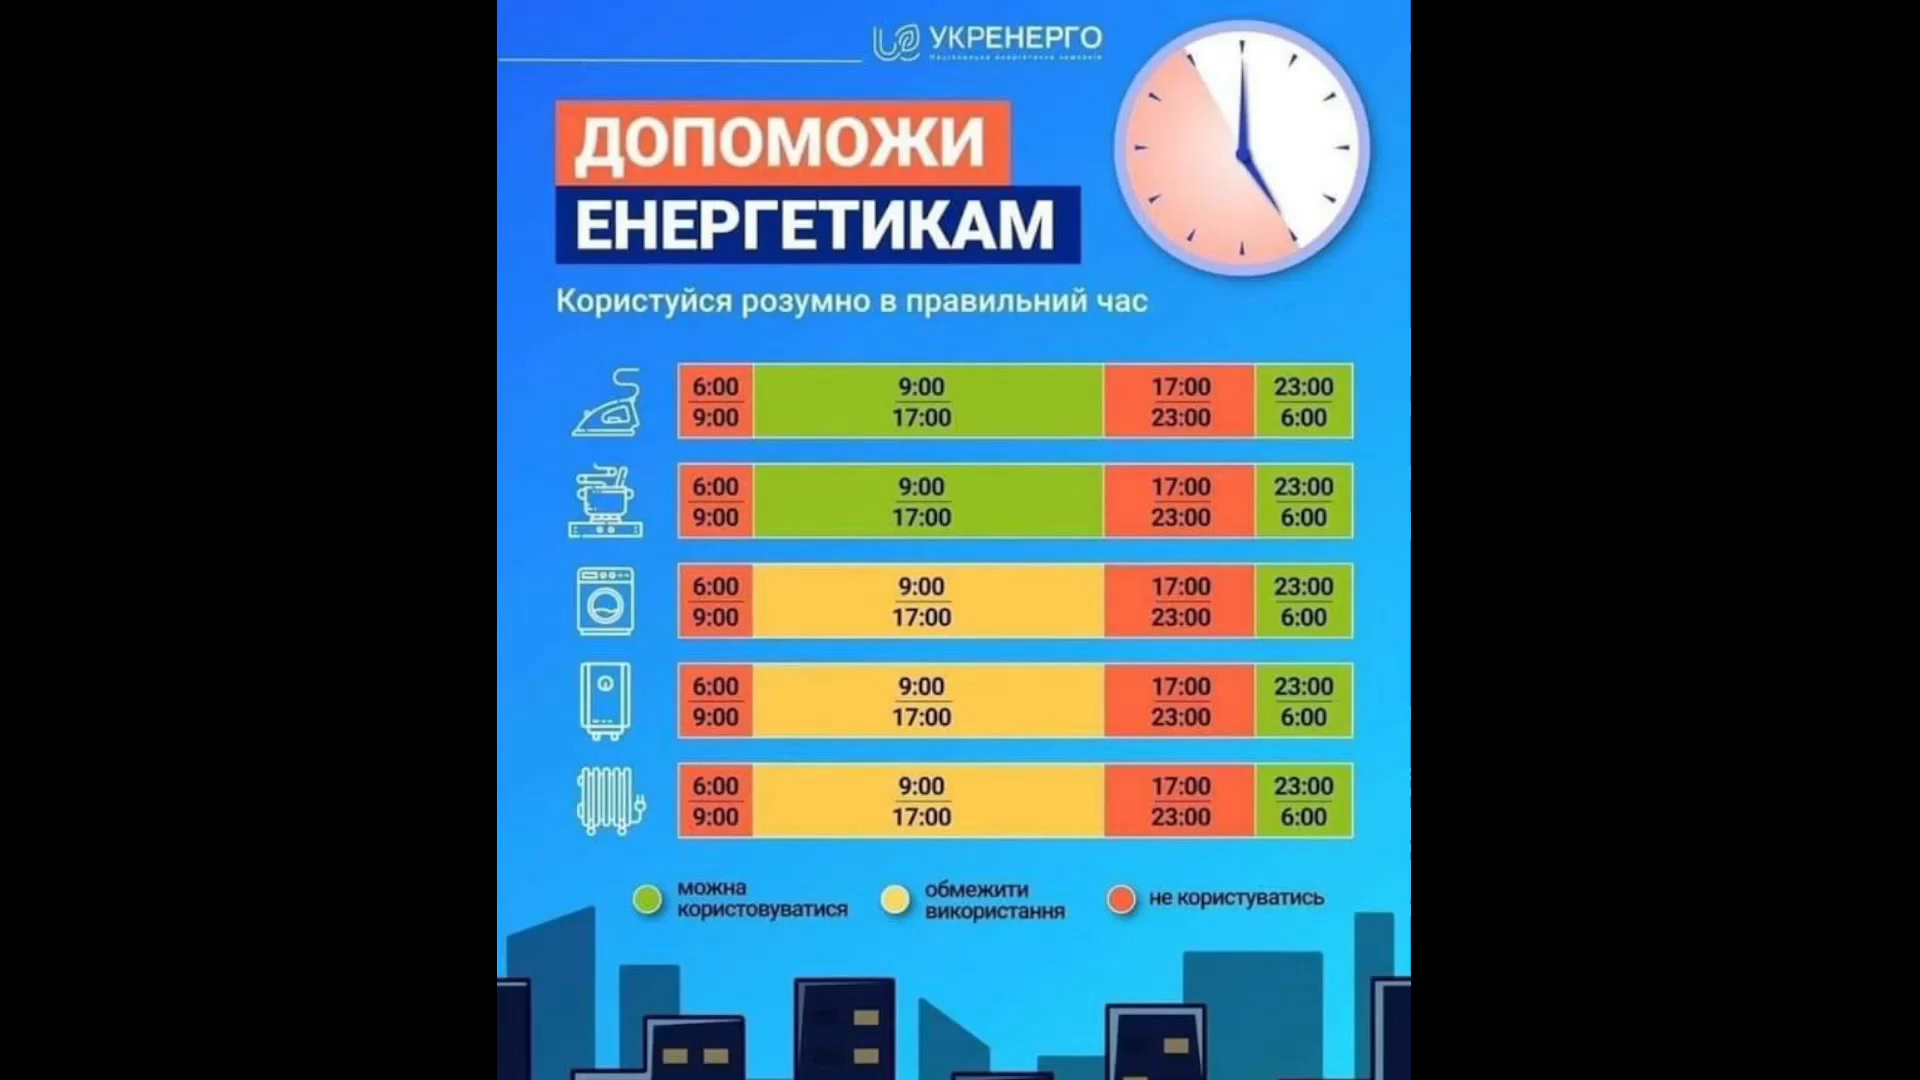 УКРЕНЕРГО
Національна енергетична компанія
ДОПОМОЖИ
ЕНЕРГЕТИКАМ
Користуйся розумно в правильний час
6:00 9:00 17:00 23:00
9:00 17:00 23:00 6:00
6:00 9:00 17:00 23:00
9:00 17:00 23:00 6:00
6:00 9:00 17:00 23:00
9:00 17:00 23:00 6:00
6:00 9:00 17:00 23:00
9:00 17:00 23:00 6:00
6:00 9:00 17:00 23:00
9:00 17:00 23:00 6:00
можна обмежити не користуватись
користовуватися використання